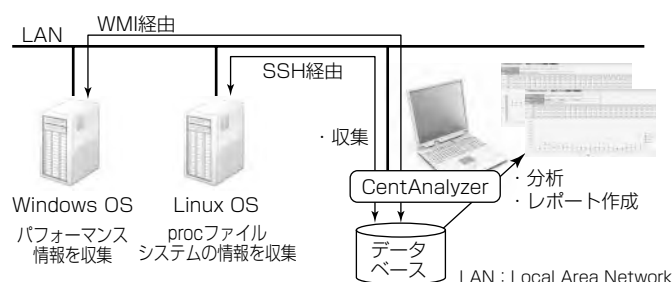 WMI経由
LAN
SSH経由
・収集
CentAnalyzer
・分析
・レポート作成
Windows OS
パフォーマンス
情報を収集
Linux OS
procファイル
システムの情報を収集
データ
ベース
LAN:Local Area Network